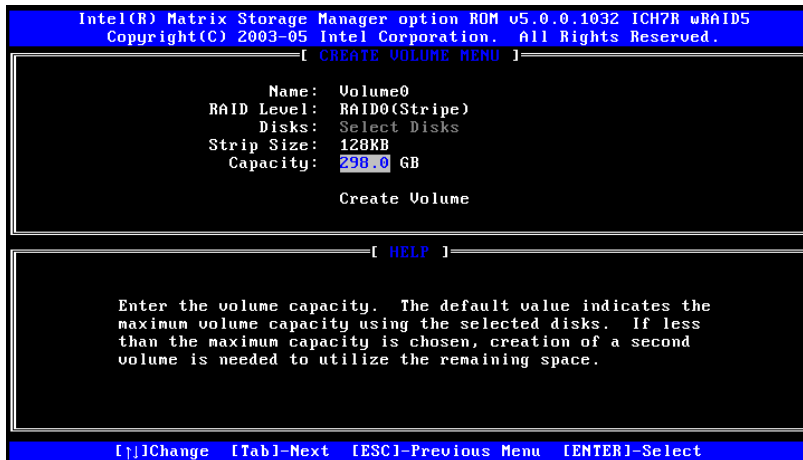 Intel(R) Matrix Storage Manager option ROM v5.0.0.1032 ICH7R wRAID5
Copyright(C) 2003-05 Intel Corporation. All Rights Reserved.
[ CREATE VOLUME MENU ]
Name: Volume0
RAID Level: RAID0(Stripe)
Disks: Select Disks
Strip Size: 128KB
Capacity: 298.0 GB
Create Volume
[ HELP ]
Enter the volume capacity. The default value indicates the
maximum volume capacity using the selected disks. If less
than the maximum capacity is chosen, creation of a second
volume is needed to utilize the remaining space.
[↑↓]Change [Tab]-Next [ESC]-Previous Menu [ENTER]-Select